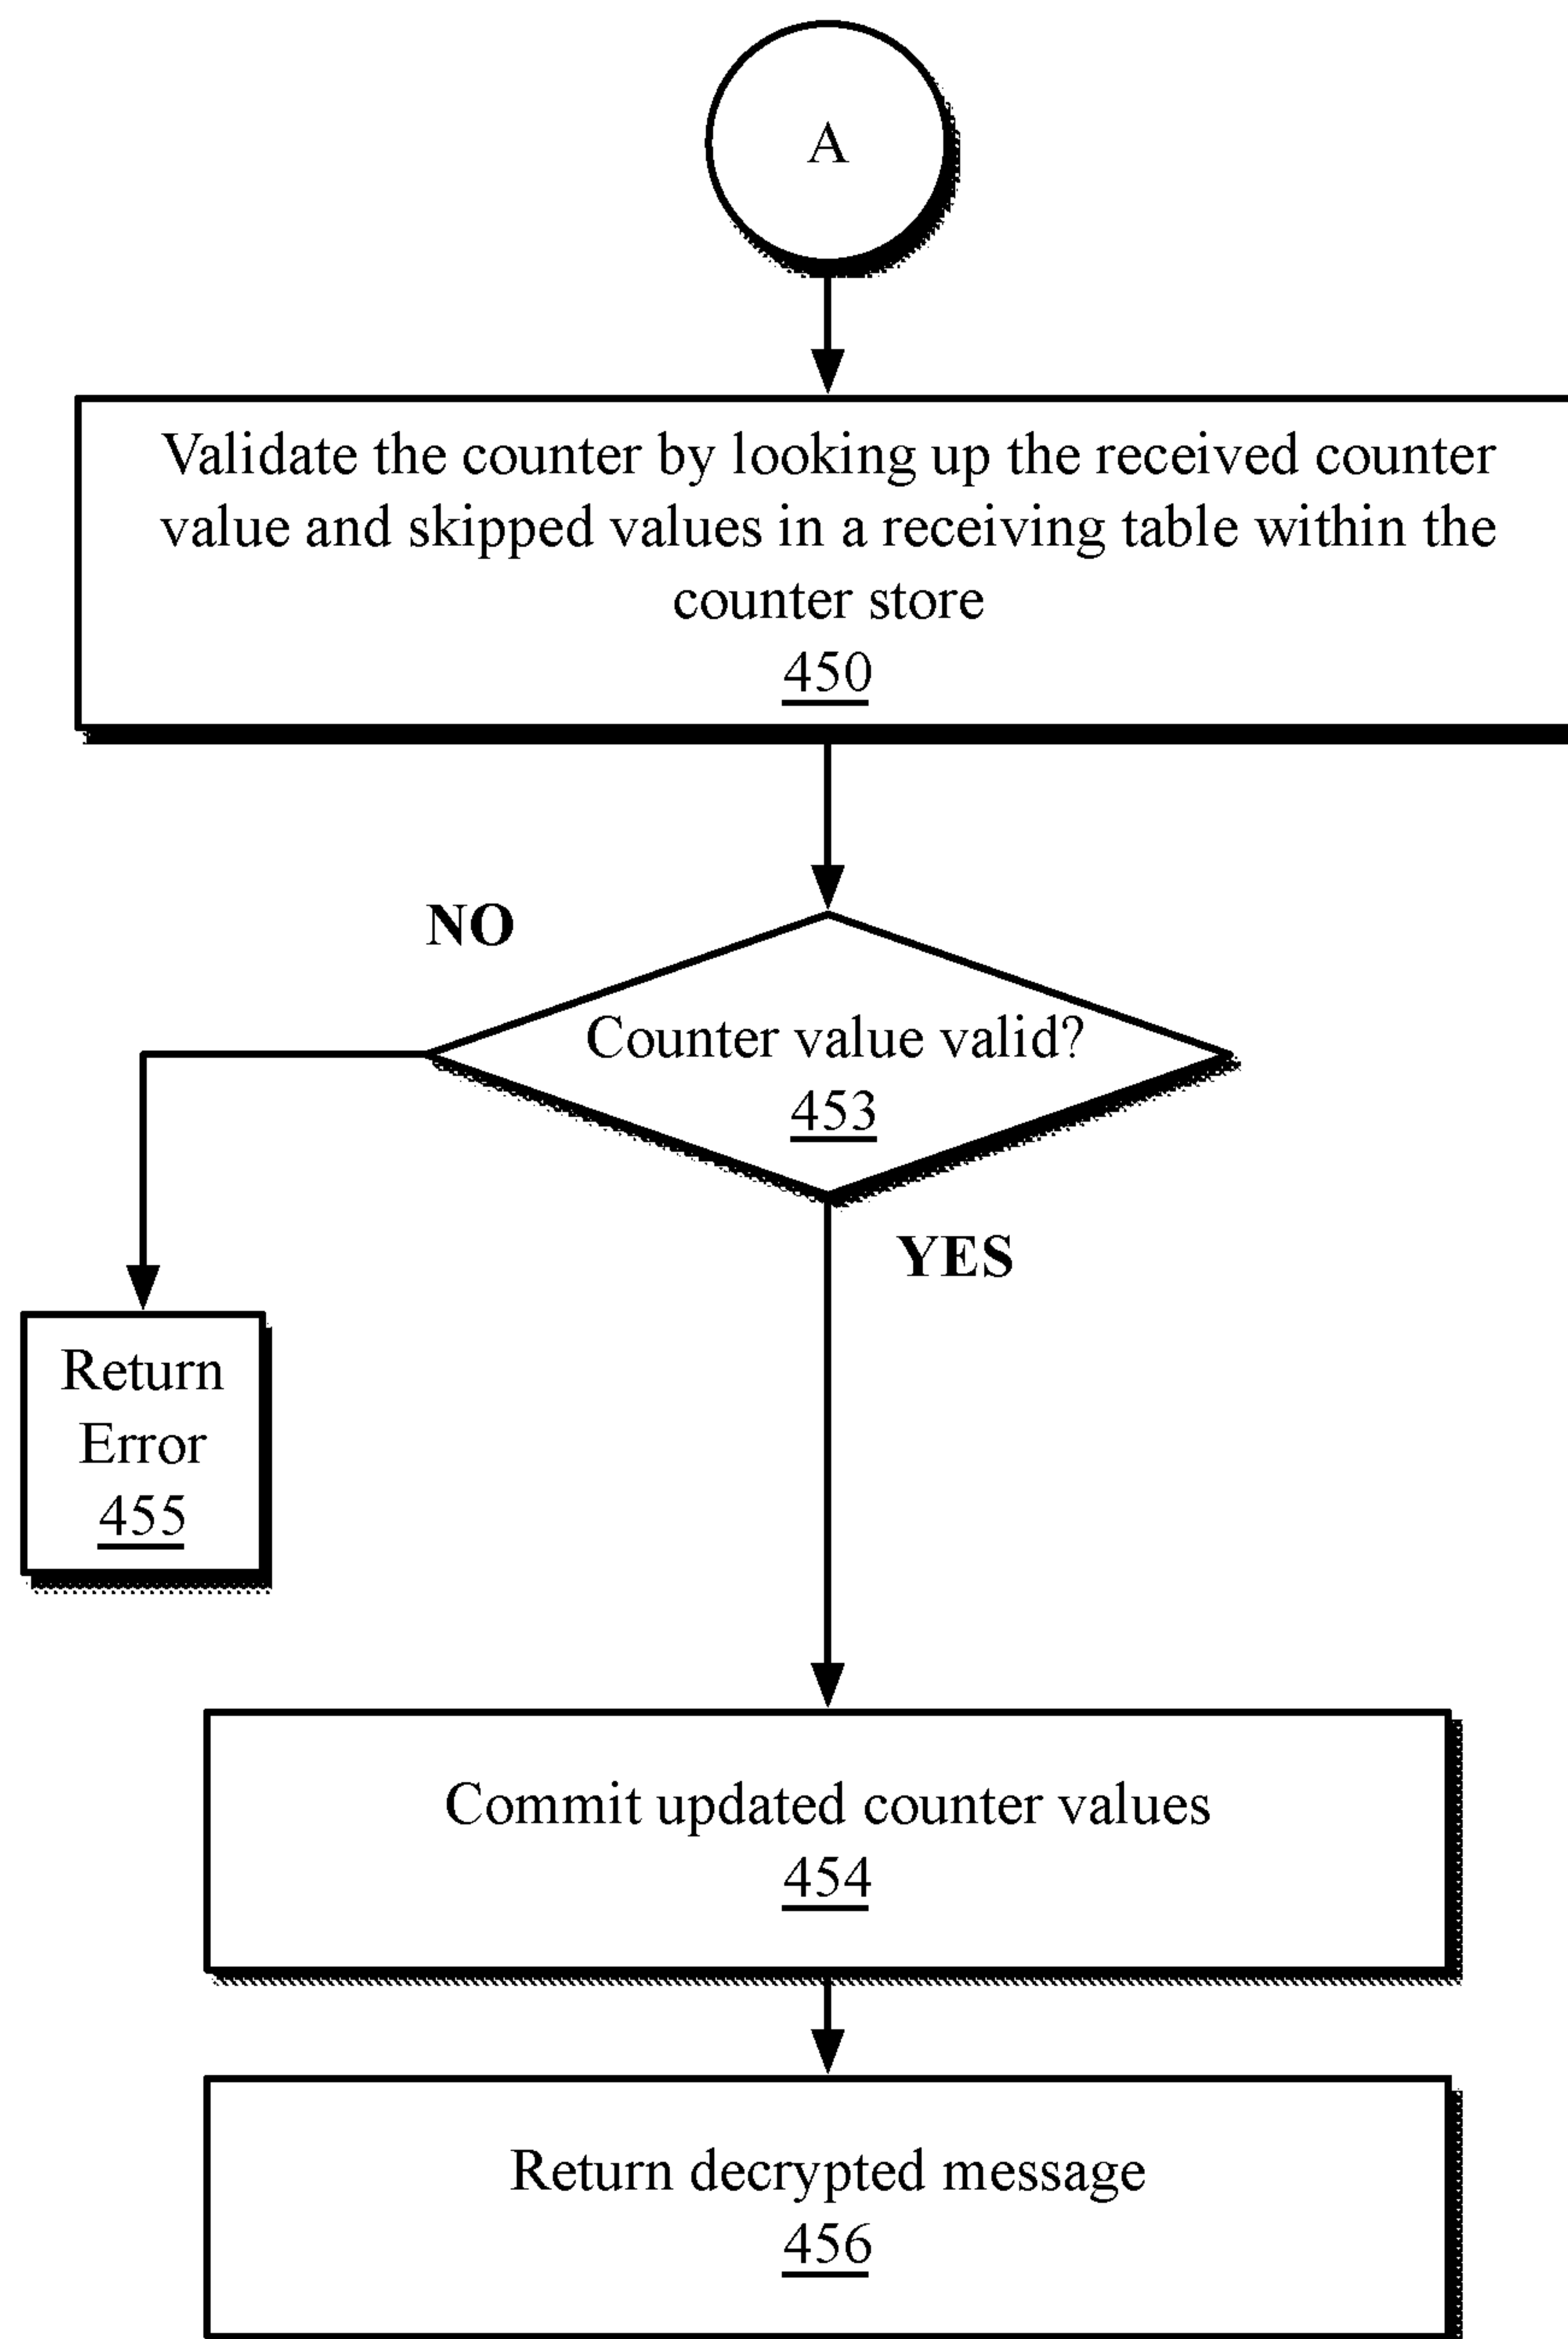 A
Validate the counter by looking up the received counter
value and skipped values in a receiving table within the
counter store
450
NO
Counter value valid?
453
YES
Return
Error
455
Commit updated counter values
454
Return decrypted message
456